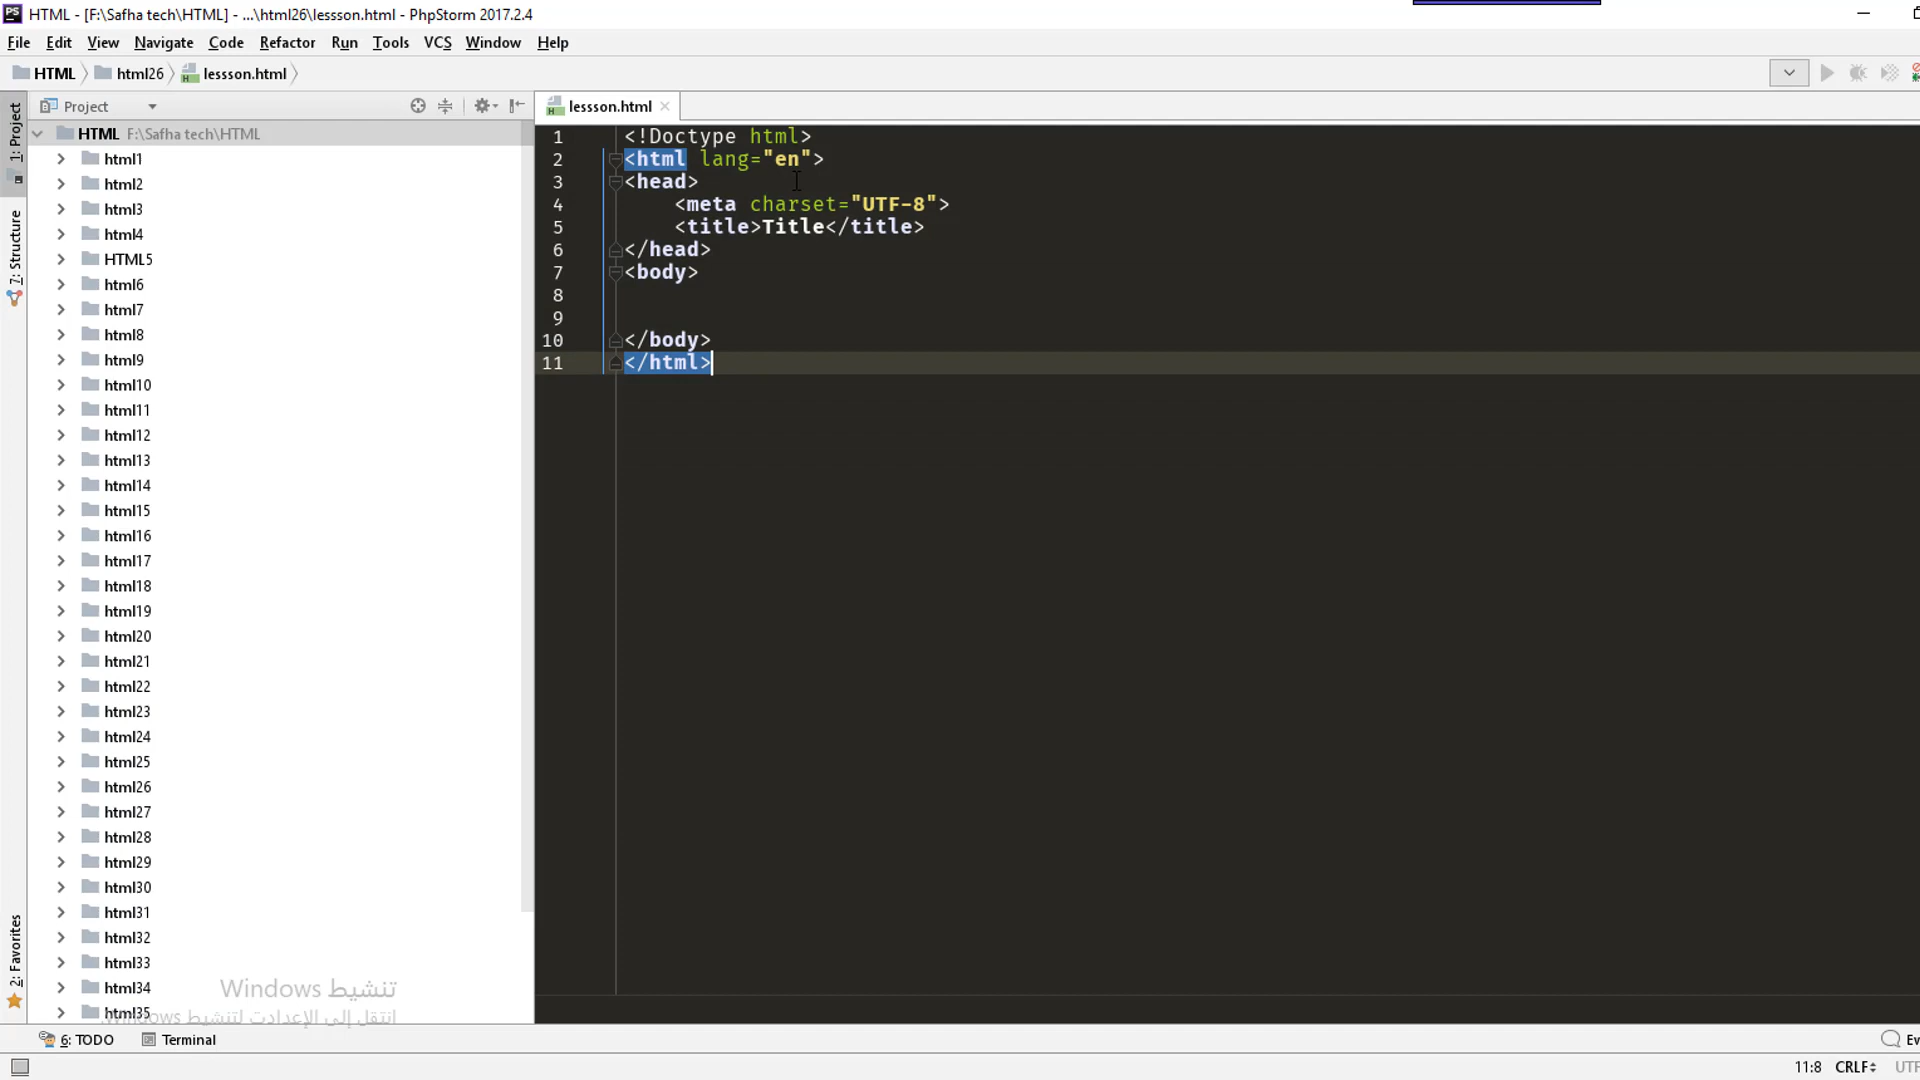 HTML - [F:\Safha tech\HTML] - ...\html26\lessson.html - PhpStorm 2017.2.4
File Edit View Navigate Code Refactor Run Tools VCS Window Help
HTML html26 lessson.html
Project
lessson.html
1: Project
7: Structure
2: Favorites
HTML F:\Safha tech\HTML
html1
html2
html3
html4
HTML5
html6
html7
html8
html9
html10
html11
html12
html13
html14
html15
html16
html17
html18
html19
html20
html21
html22
html23
html24
html25
html26
html27
html28
html29
html30
html31
html32
html33
html34
html35
1 <!Doctype html>
2 <html lang="en">
3 <head>
4 <meta charset="UTF-8">
5 <title>Title</title>
6 </head>
7 <body>
8
9
10 </body>
11 </html>
تنشيط Windows
انتقل إلى الإعدادت لتنشيط Windows.
6: TODO Terminal
Ev
11:8 CRLF UTF